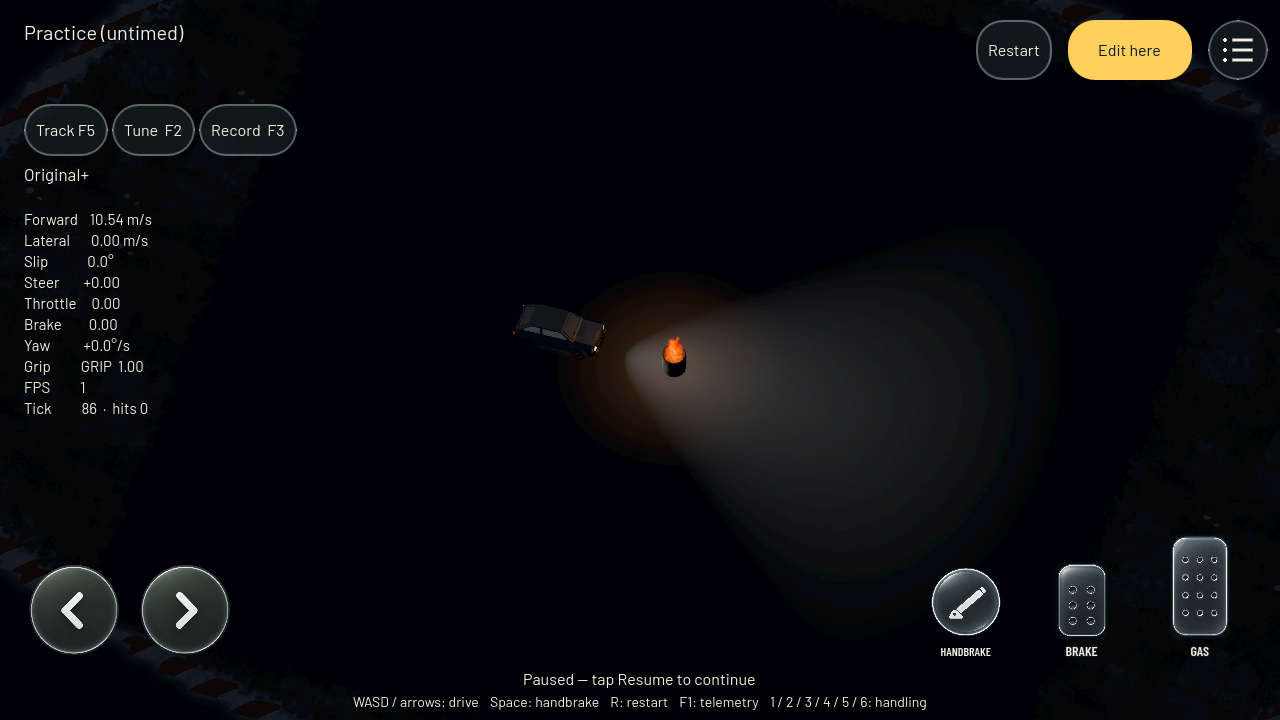 Practice (untimed)
Restart
Edit here
Track F5
Tune F2
Record F3
Original+
Forward 10.54 m/s
Lateral 0.00 m/s
Slip 0.0°
Steer +0.00
Throttle 0.00
Brake 0.00
Yaw +0.0°/s
Grip GRIP 1.00
FPS 1
Tick 86 · hits 0
HANDBRAKE
BRAKE
GAS
Paused — tap Resume to continue
WASD / arrows: drive Space: handbrake R: restart F1: telemetry 1 / 2 / 3 / 4 / 5 / 6: handling